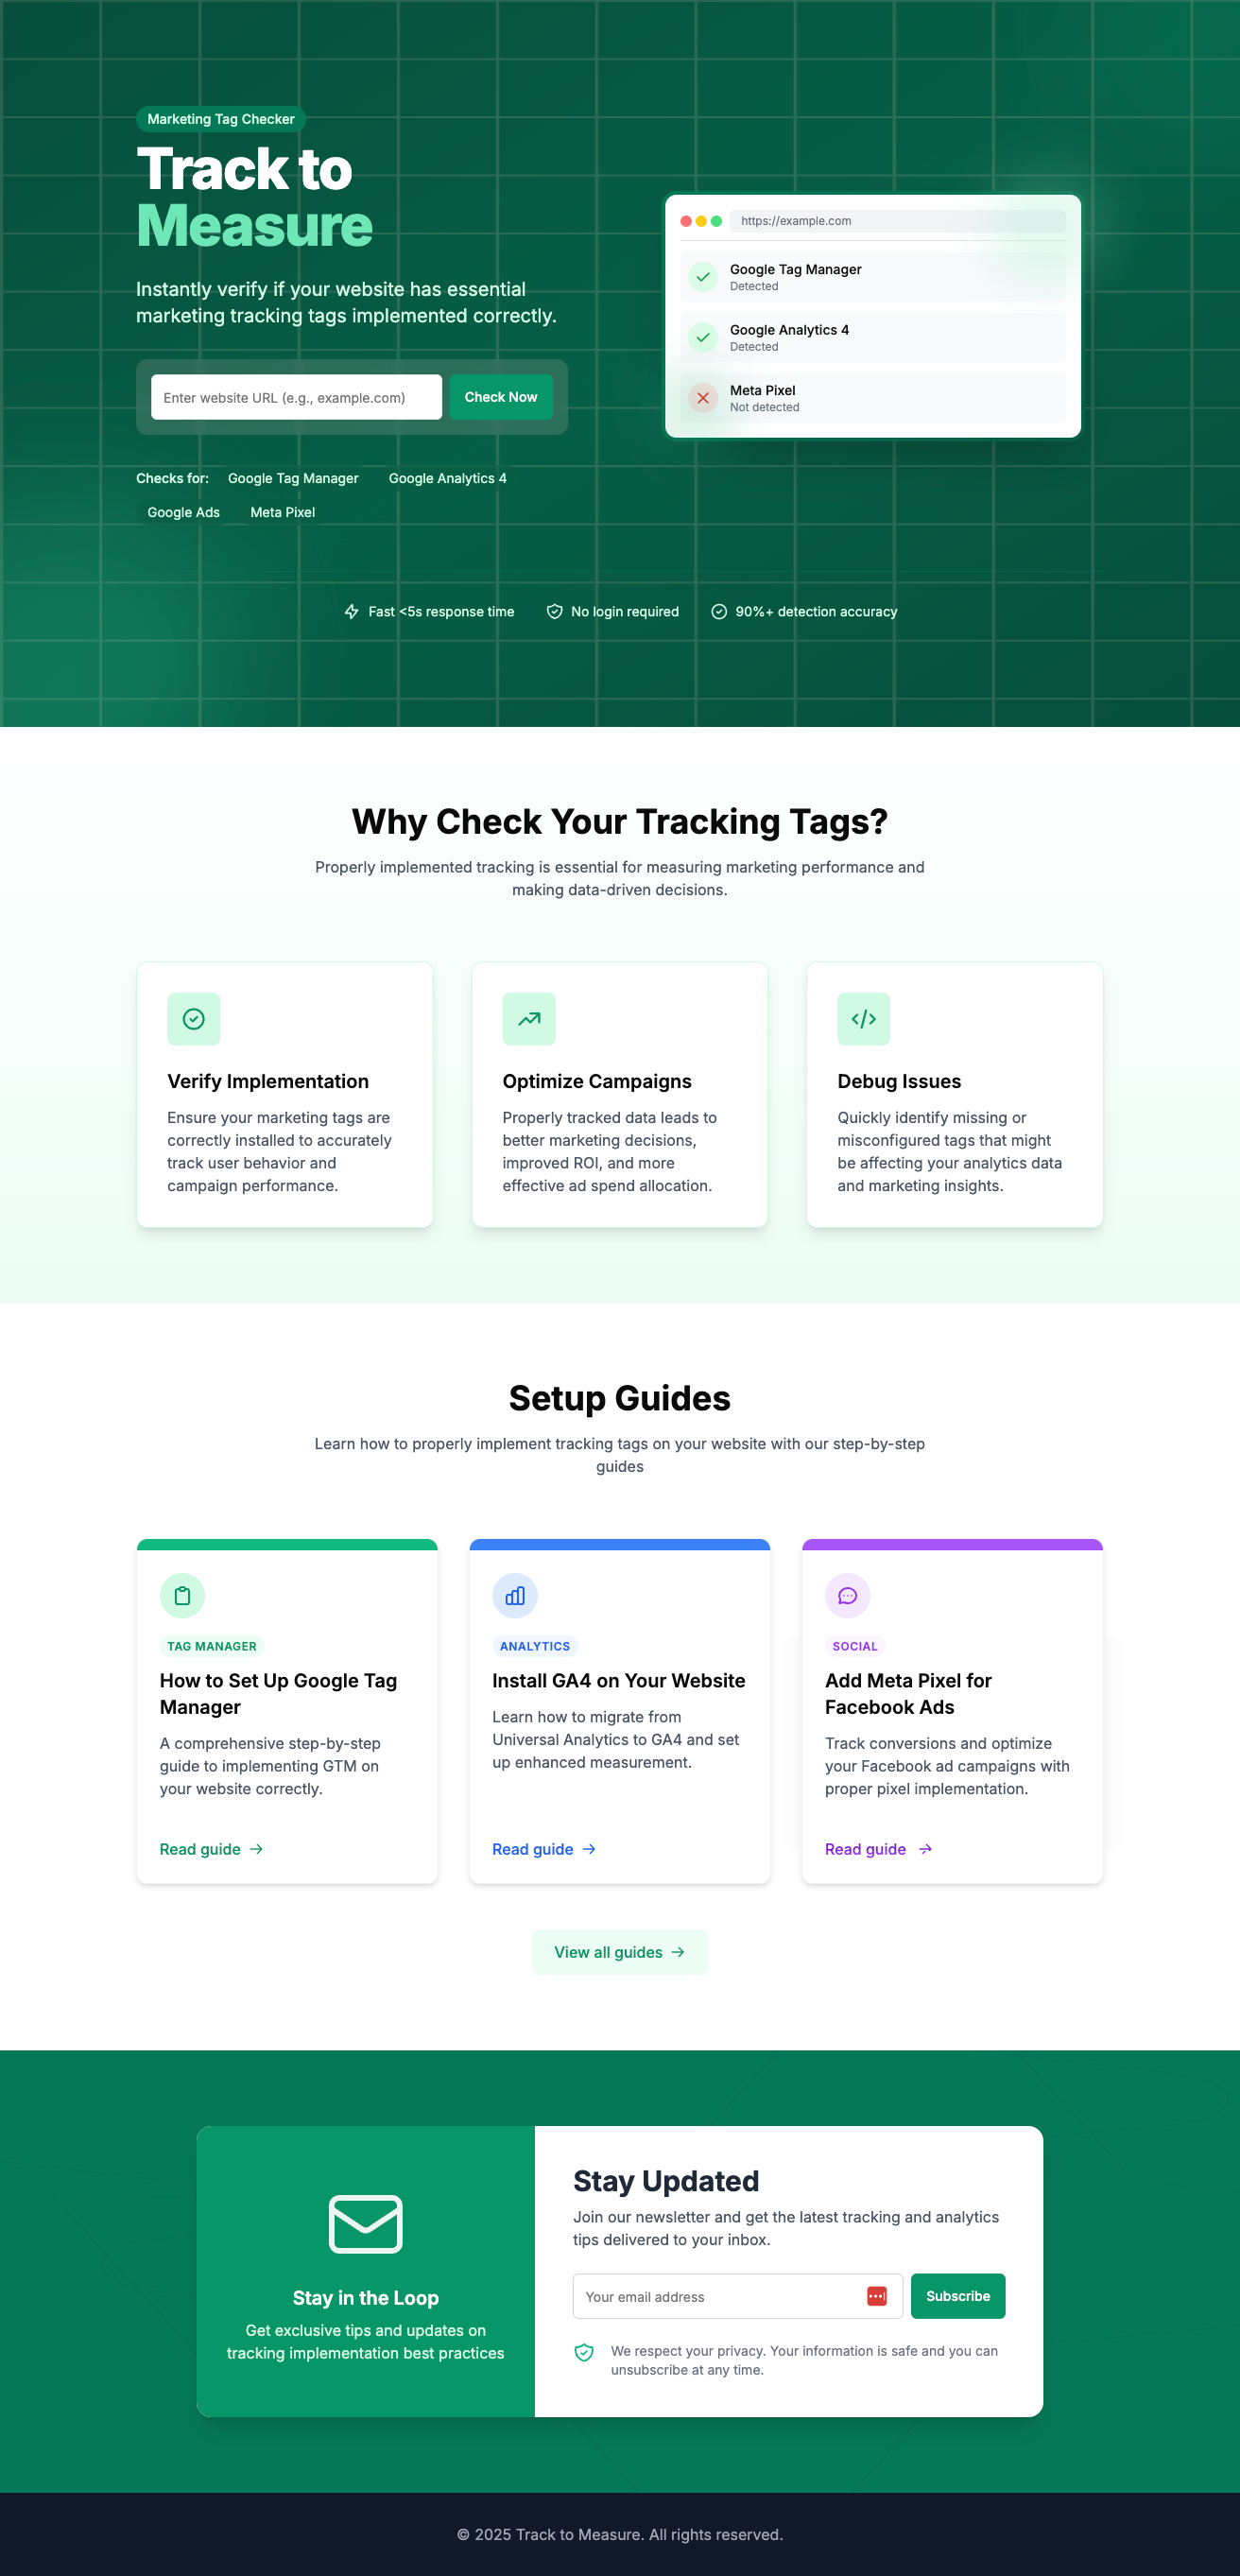 Marketing Tag Checker
Track to
Measure
Instantly verify if your website has essential
marketing tracking tags implemented correctly.
Enter website URL (e.g., example.com)
Check Now
Checks for: Google Tag Manager Google Analytics 4
Google Ads Meta Pixel
https://example.com
Google Tag Manager
Detected
Google Analytics 4
Detected
Meta Pixel
Not detected
Fast <5s response time No login required 90%+ detection accuracy
Why Check Your Tracking Tags?
Properly implemented tracking is essential for measuring marketing performance and
making data-driven decisions.
Verify Implementation
Ensure your marketing tags are
correctly installed to accurately
track user behavior and
campaign performance.
Optimize Campaigns
Properly tracked data leads to
better marketing decisions,
improved ROI, and more
effective ad spend allocation.
Debug Issues
Quickly identify missing or
misconfigured tags that might
be affecting your analytics data
and marketing insights.
Setup Guides
Learn how to properly implement tracking tags on your website with our step-by-step
guides
TAG MANAGER
How to Set Up Google Tag
Manager
A comprehensive step-by-step
guide to implementing GTM on
your website correctly.
Read guide
ANALYTICS
Install GA4 on Your Website
Learn how to migrate from
Universal Analytics to GA4 and set
up enhanced measurement.
Read guide
SOCIAL
Add Meta Pixel for
Facebook Ads
Track conversions and optimize
your Facebook ad campaigns with
proper pixel implementation.
Read guide
View all guides
Stay in the Loop
Get exclusive tips and updates on
tracking implementation best practices
Stay Updated
Join our newsletter and get the latest tracking and analytics
tips delivered to your inbox.
Your email address
Subscribe
We respect your privacy. Your information is safe and you can
unsubscribe at any time.
© 2025 Track to Measure. All rights reserved.